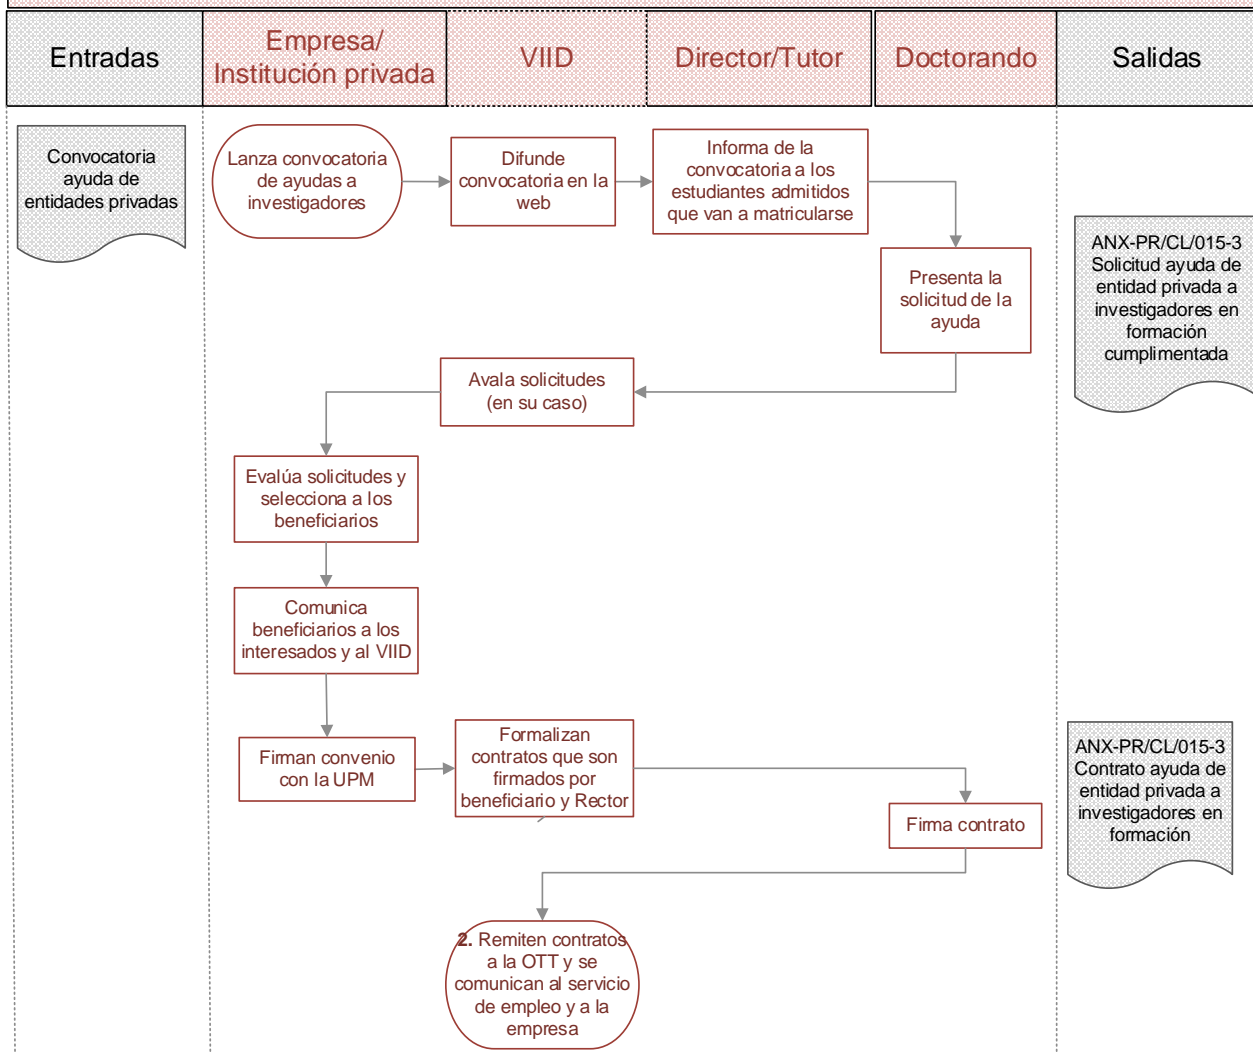 Entradas
Empresa/
Institución privada
VIID
Director/Tutor
Doctorando
Salidas
Convocatoria
ayuda de
entidades privadas
Lanza convocatoria
de ayudas a
investigadores
Difunde
convocatoria en la
web
Informa de la
convocatoria a los
estudiantes admitidos
que van a matricularse
Presenta la
solicitud de la
ayuda
ANX-PR/CL/015-3
Solicitud ayuda de
entidad privada a
investigadores en
formación
cumplimentada
Avala solicitudes
(en su caso)
Evalúa solicitudes y
selecciona a los
beneficiarios
Comunica
beneficiarios a los
interesados y al VIID
Firman convenio
con la UPM
Formalizan
contratos que son
firmados por
beneficiario y Rector
Firma contrato
ANX-PR/CL/015-3
Contrato ayuda de
entidad privada a
investigadores en
formación
2. Remiten contratos
a la OTT y se
comunican al servicio
de empleo y a la
empresa